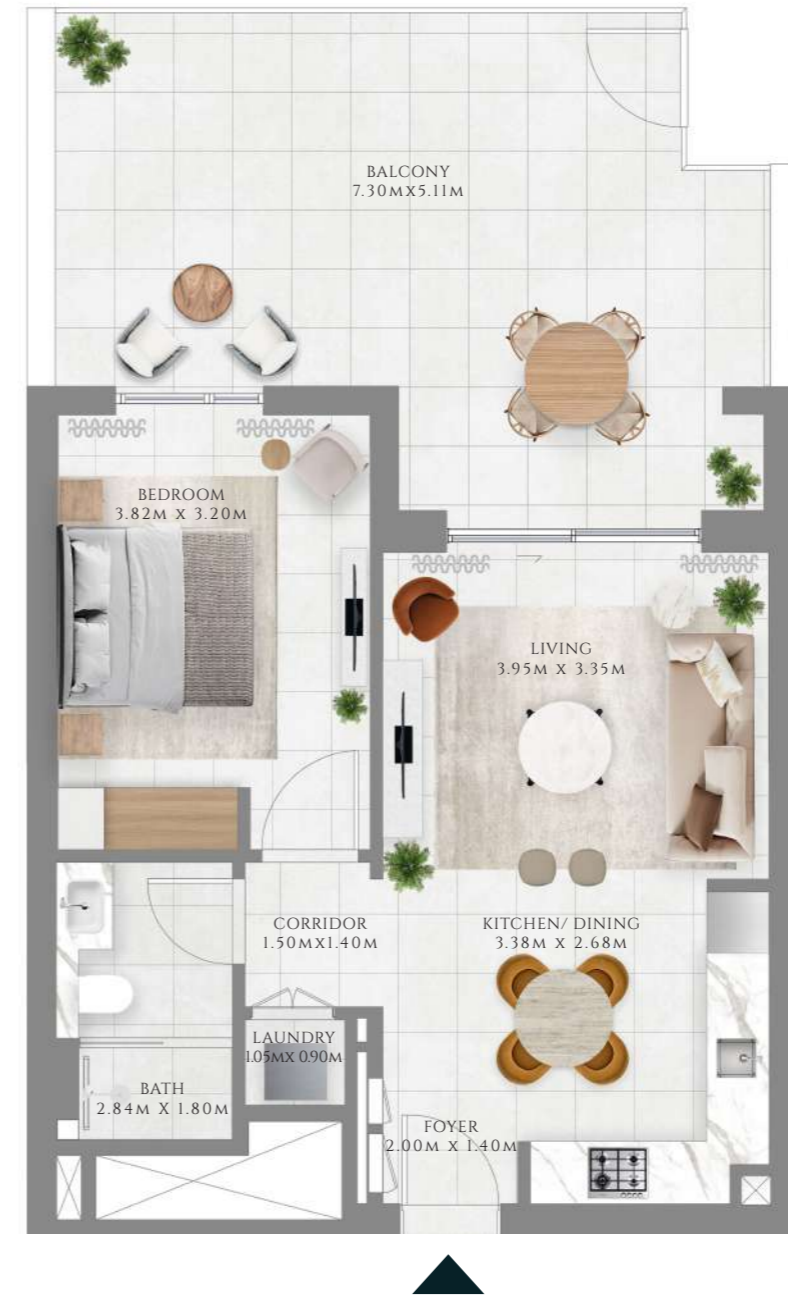 BALCONY
7.30MX5.11M
BEDROOM
3.82M X 3.20M
LIVING
3.95M X 3.35M
CORRIDOR
1.50MX1.40M
KITCHEN/ DINING
3.38M X 2.68M
LAUNDRY
1.05MX 0.90M
BATH
2.84M X 1.80M
FOYER
2.00M X 1.40M